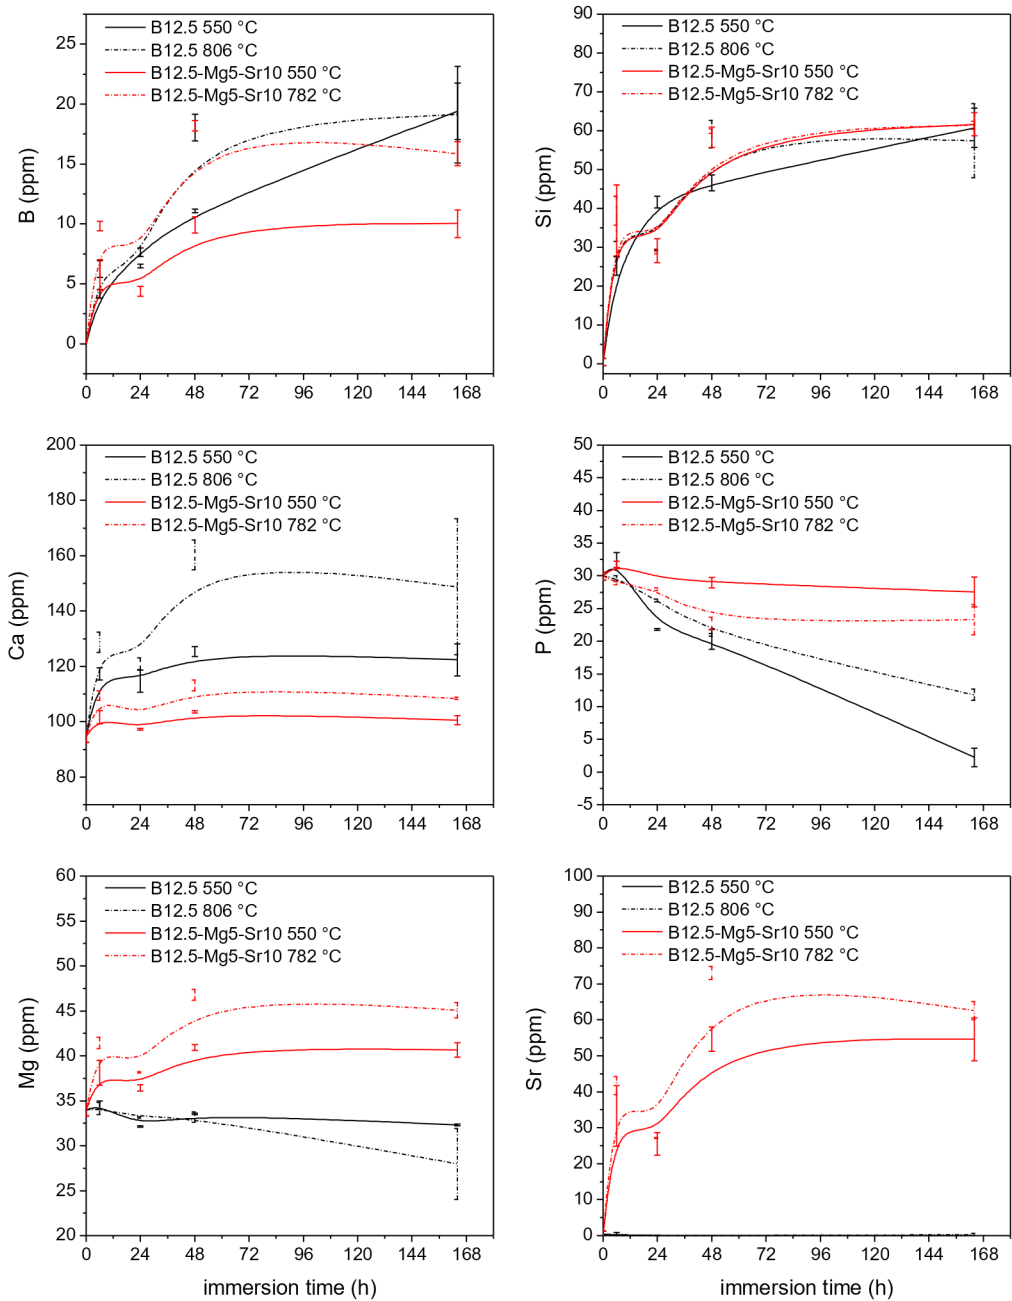 B12.5 550 °C
B12.5 806 °C
B12.5-Mg5-Sr10 550 °C
B12.5-Mg5-Sr10 782 °C
B (ppm)
25
20
15
10
5
0
0 24 48 72 96 120 144 168
B12.5 550 °C
B12.5 806 °C
B12.5-Mg5-Sr10 550 °C
B12.5-Mg5-Sr10 782 °C
Si (ppm)
90
80
70
60
50
40
30
20
10
0
0 24 48 72 96 120 144 168
B12.5 550 °C
B12.5 806 °C
B12.5-Mg5-Sr10 550 °C
B12.5-Mg5-Sr10 782 °C
Ca (ppm)
200
180
160
140
120
100
80
0 24 48 72 96 120 144 168
B12.5 550 °C
B12.5 806 °C
B12.5-Mg5-Sr10 550 °C
B12.5-Mg5-Sr10 782 °C
P (ppm)
50
45
40
35
30
25
20
15
10
5
0
-5
0 24 48 72 96 120 144 168
B12.5 550 °C
B12.5 806 °C
B12.5-Mg5-Sr10 550 °C
B12.5-Mg5-Sr10 782 °C
Mg (ppm)
60
55
50
45
40
35
30
25
20
0 24 48 72 96 120 144 168
immersion time (h)
B12.5 550 °C
B12.5 806 °C
B12.5-Mg5-Sr10 550 °C
B12.5-Mg5-Sr10 782 °C
Sr (ppm)
100
90
80
70
60
50
40
30
20
10
0
0 24 48 72 96 120 144 168
immersion time (h)